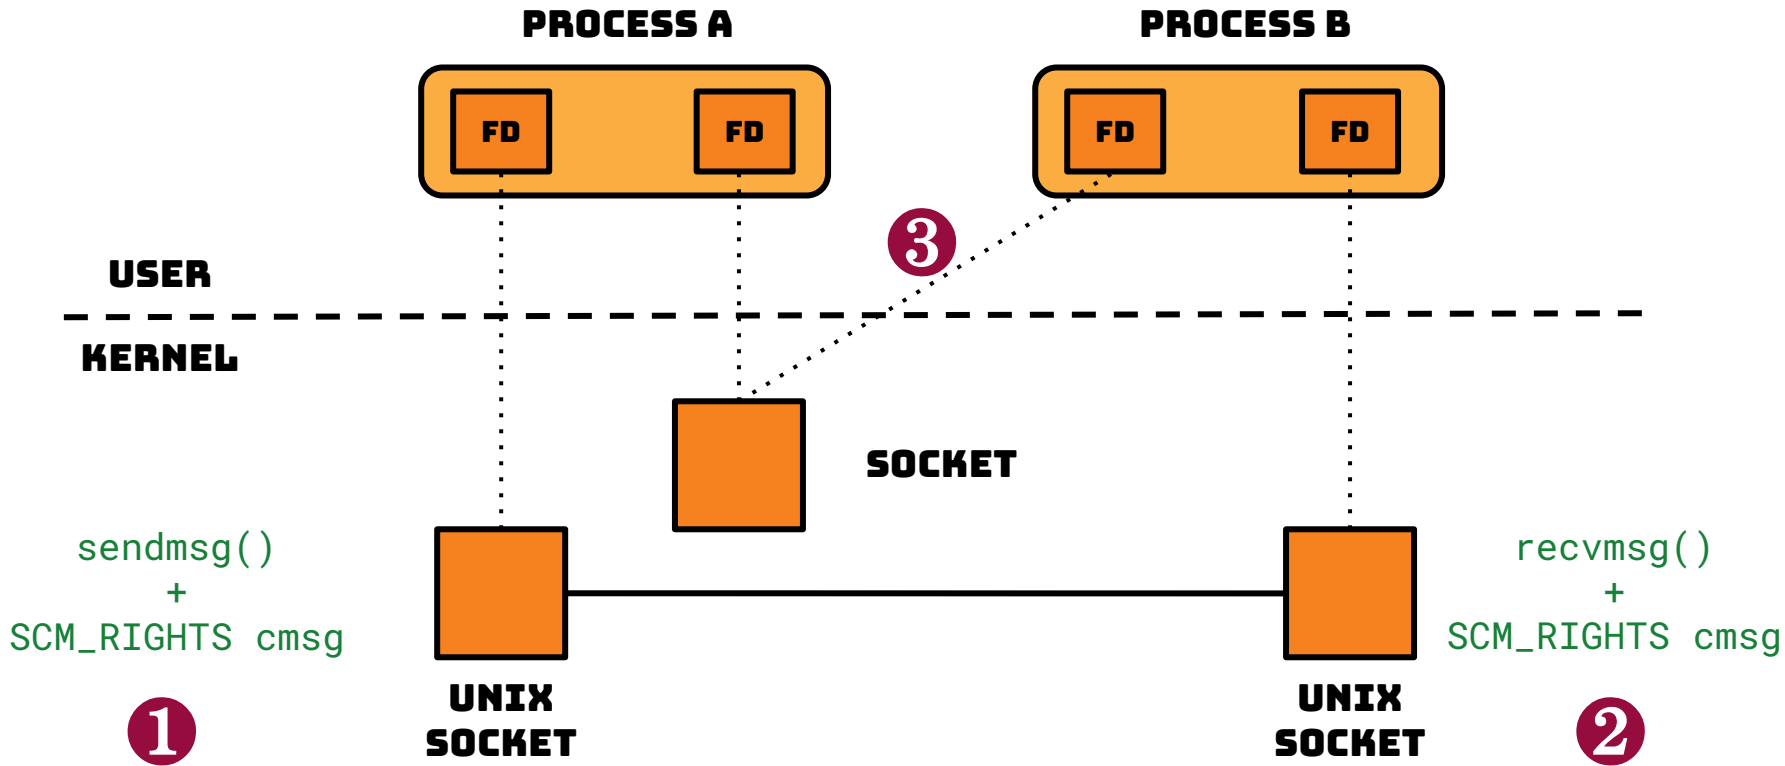 PROCESS A
PROCESS B
FD
FD
FD
FD
3
USER
KERNEL
SOCKET
sendmsg()
+
SCM_RIGHTS cmsg
recvmsg()
+
SCM_RIGHTS cmsg
UNIX
SOCKET
UNIX
SOCKET
1
2